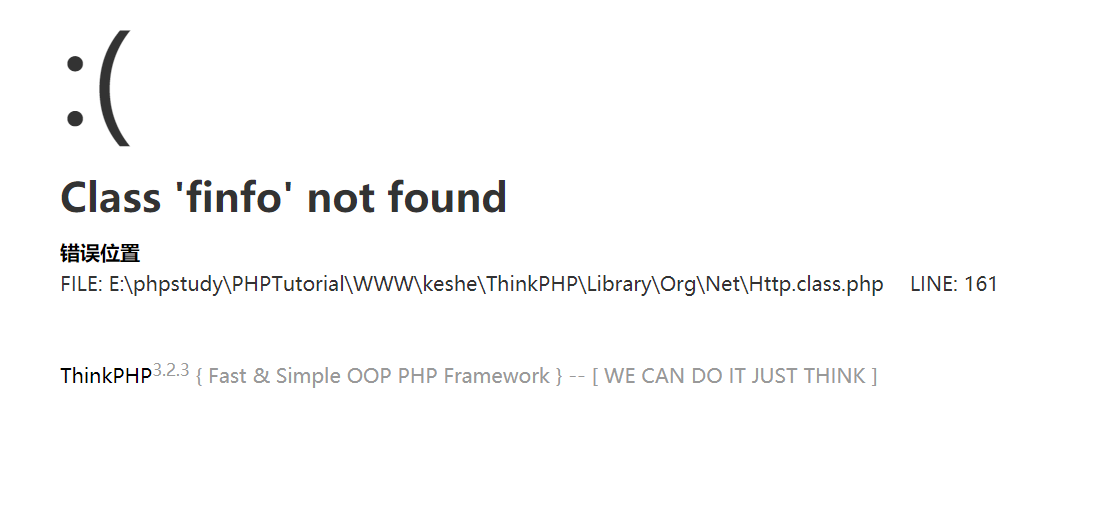 :(
Class 'finfo' not found
错误位置
FILE: E:\phpstudy\PHPTutorial\WWW\keshe\ThinkPHP\Library\Org\Net\Http.class.php LINE: 161
ThinkPHP3.2.3 { Fast & Simple OOP PHP Framework } -- [ WE CAN DO IT JUST THINK ]